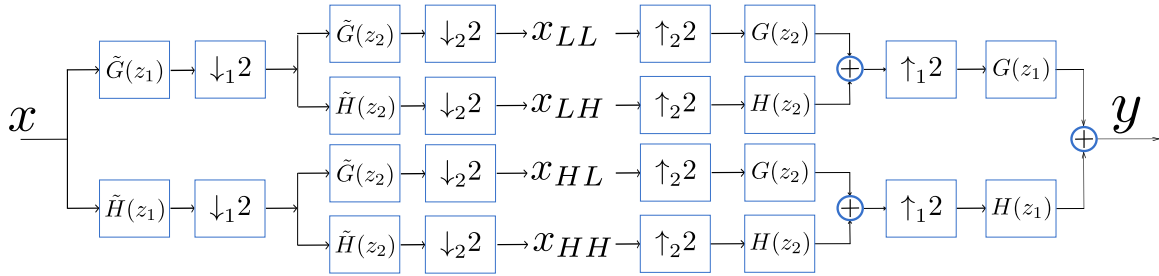 G̃(z₂) ↓₂2 x_LL ↑₂2 G(z₂)
G̃(z₁) ↓₁2 + ↑₁2 G(z₁)
H̃(z₂) ↓₂2 x_LH ↑₂2 H(z₂)
x + y
G̃(z₂) ↓₂2 x_HL ↑₂2 G(z₂)
H̃(z₁) ↓₁2 + ↑₁2 H(z₁)
H̃(z₂) ↓₂2 x_HH ↑₂2 H(z₂)